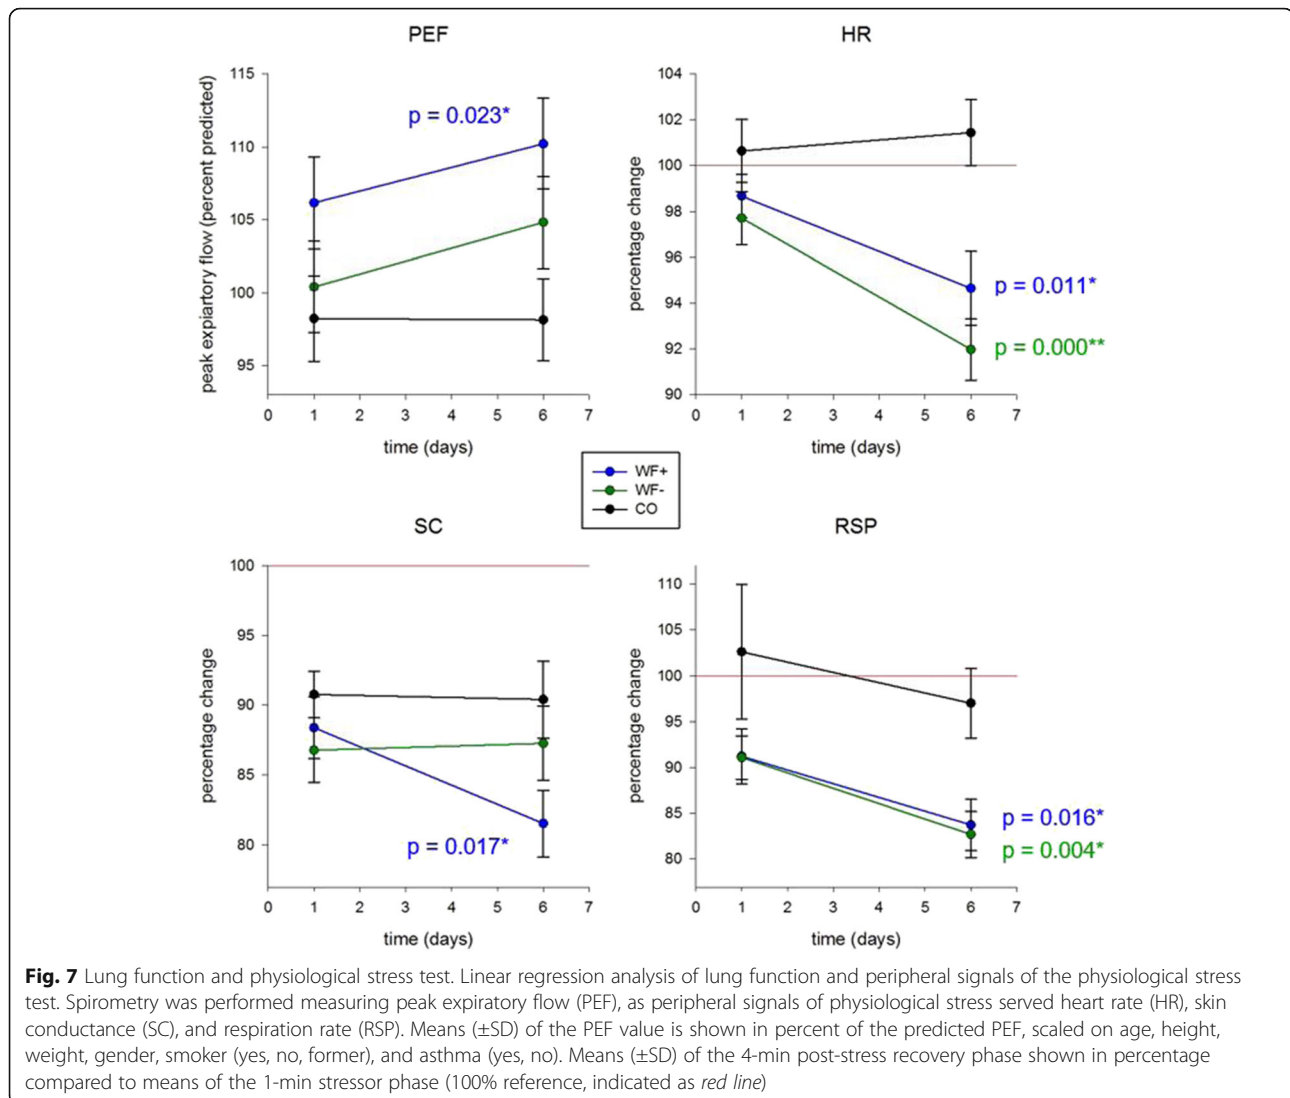 PEF
peak expiartory flow (percent predicted)
115
110
105
100
95
p = 0.023*
0 1 2 3 4 5 6 7
time (days)
HR
percentage change
104
102
100
98
96
94
92
90
p = 0.011*
p = 0.000**
0 1 2 3 4 5 6 7
time (days)
WF+
WF-
CO
SC
percentage change
100
95
90
85
80
p = 0.017*
0 1 2 3 4 5 6 7
time (days)
RSP
percentage change
110
105
100
95
90
85
80
p = 0.016*
p = 0.004*
0 1 2 3 4 5 6 7
time (days)
Fig. 7 Lung function and physiological stress test. Linear regression analysis of lung function and peripheral signals of the physiological stress
test. Spirometry was performed measuring peak expiratory flow (PEF), as peripheral signals of physiological stress served heart rate (HR), skin
conductance (SC), and respiration rate (RSP). Means (±SD) of the PEF value is shown in percent of the predicted PEF, scaled on age, height,
weight, gender, smoker (yes, no, former), and asthma (yes, no). Means (±SD) of the 4-min post-stress recovery phase shown in percentage
compared to means of the 1-min stressor phase (100% reference, indicated as red line)